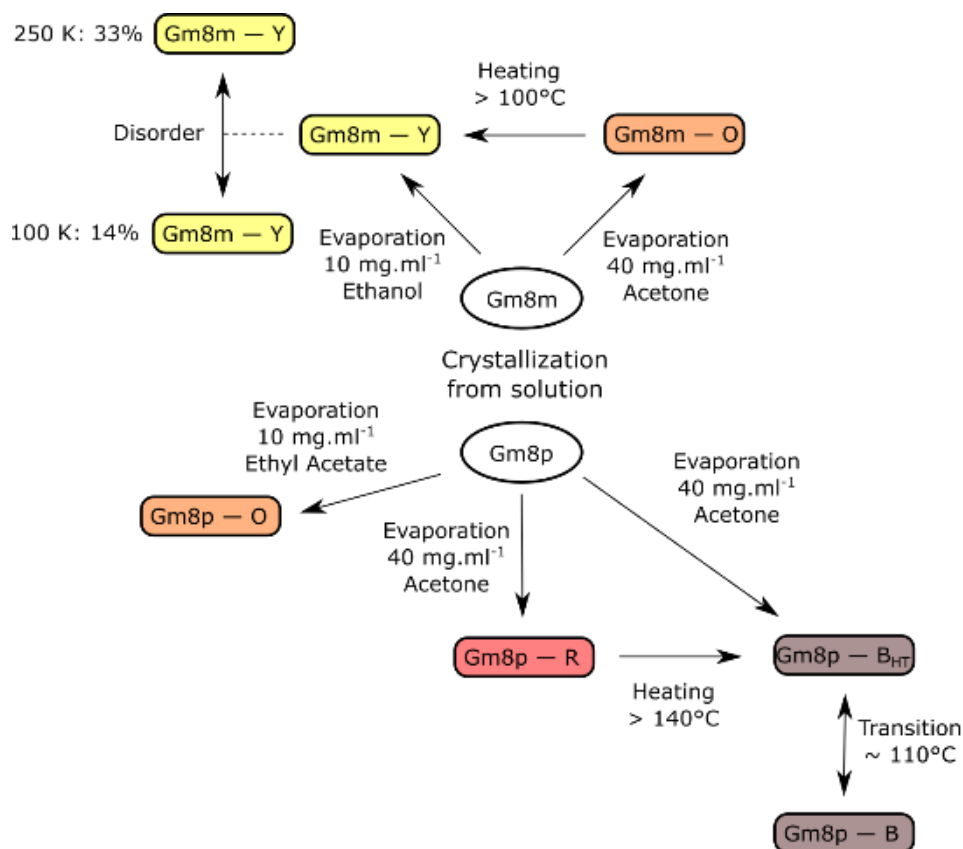 250 K: 33%
Gm8m — Y
Heating
> 100°C
Disorder
Gm8m — Y
Gm8m — O
100 K: 14%
Gm8m — Y
Evaporation
10 mg.ml⁻¹
Ethanol
Evaporation
40 mg.ml⁻¹
Acetone
Gm8m
Crystallization
from solution
Evaporation
10 mg.ml⁻¹
Ethyl Acetate
Gm8p
Evaporation
40 mg.ml⁻¹
Acetone
Gm8p — O
Evaporation
40 mg.ml⁻¹
Acetone
Gm8p — R
Heating
> 140°C
Gm8p — B_HT
Transition
~ 110°C
Gm8p — B